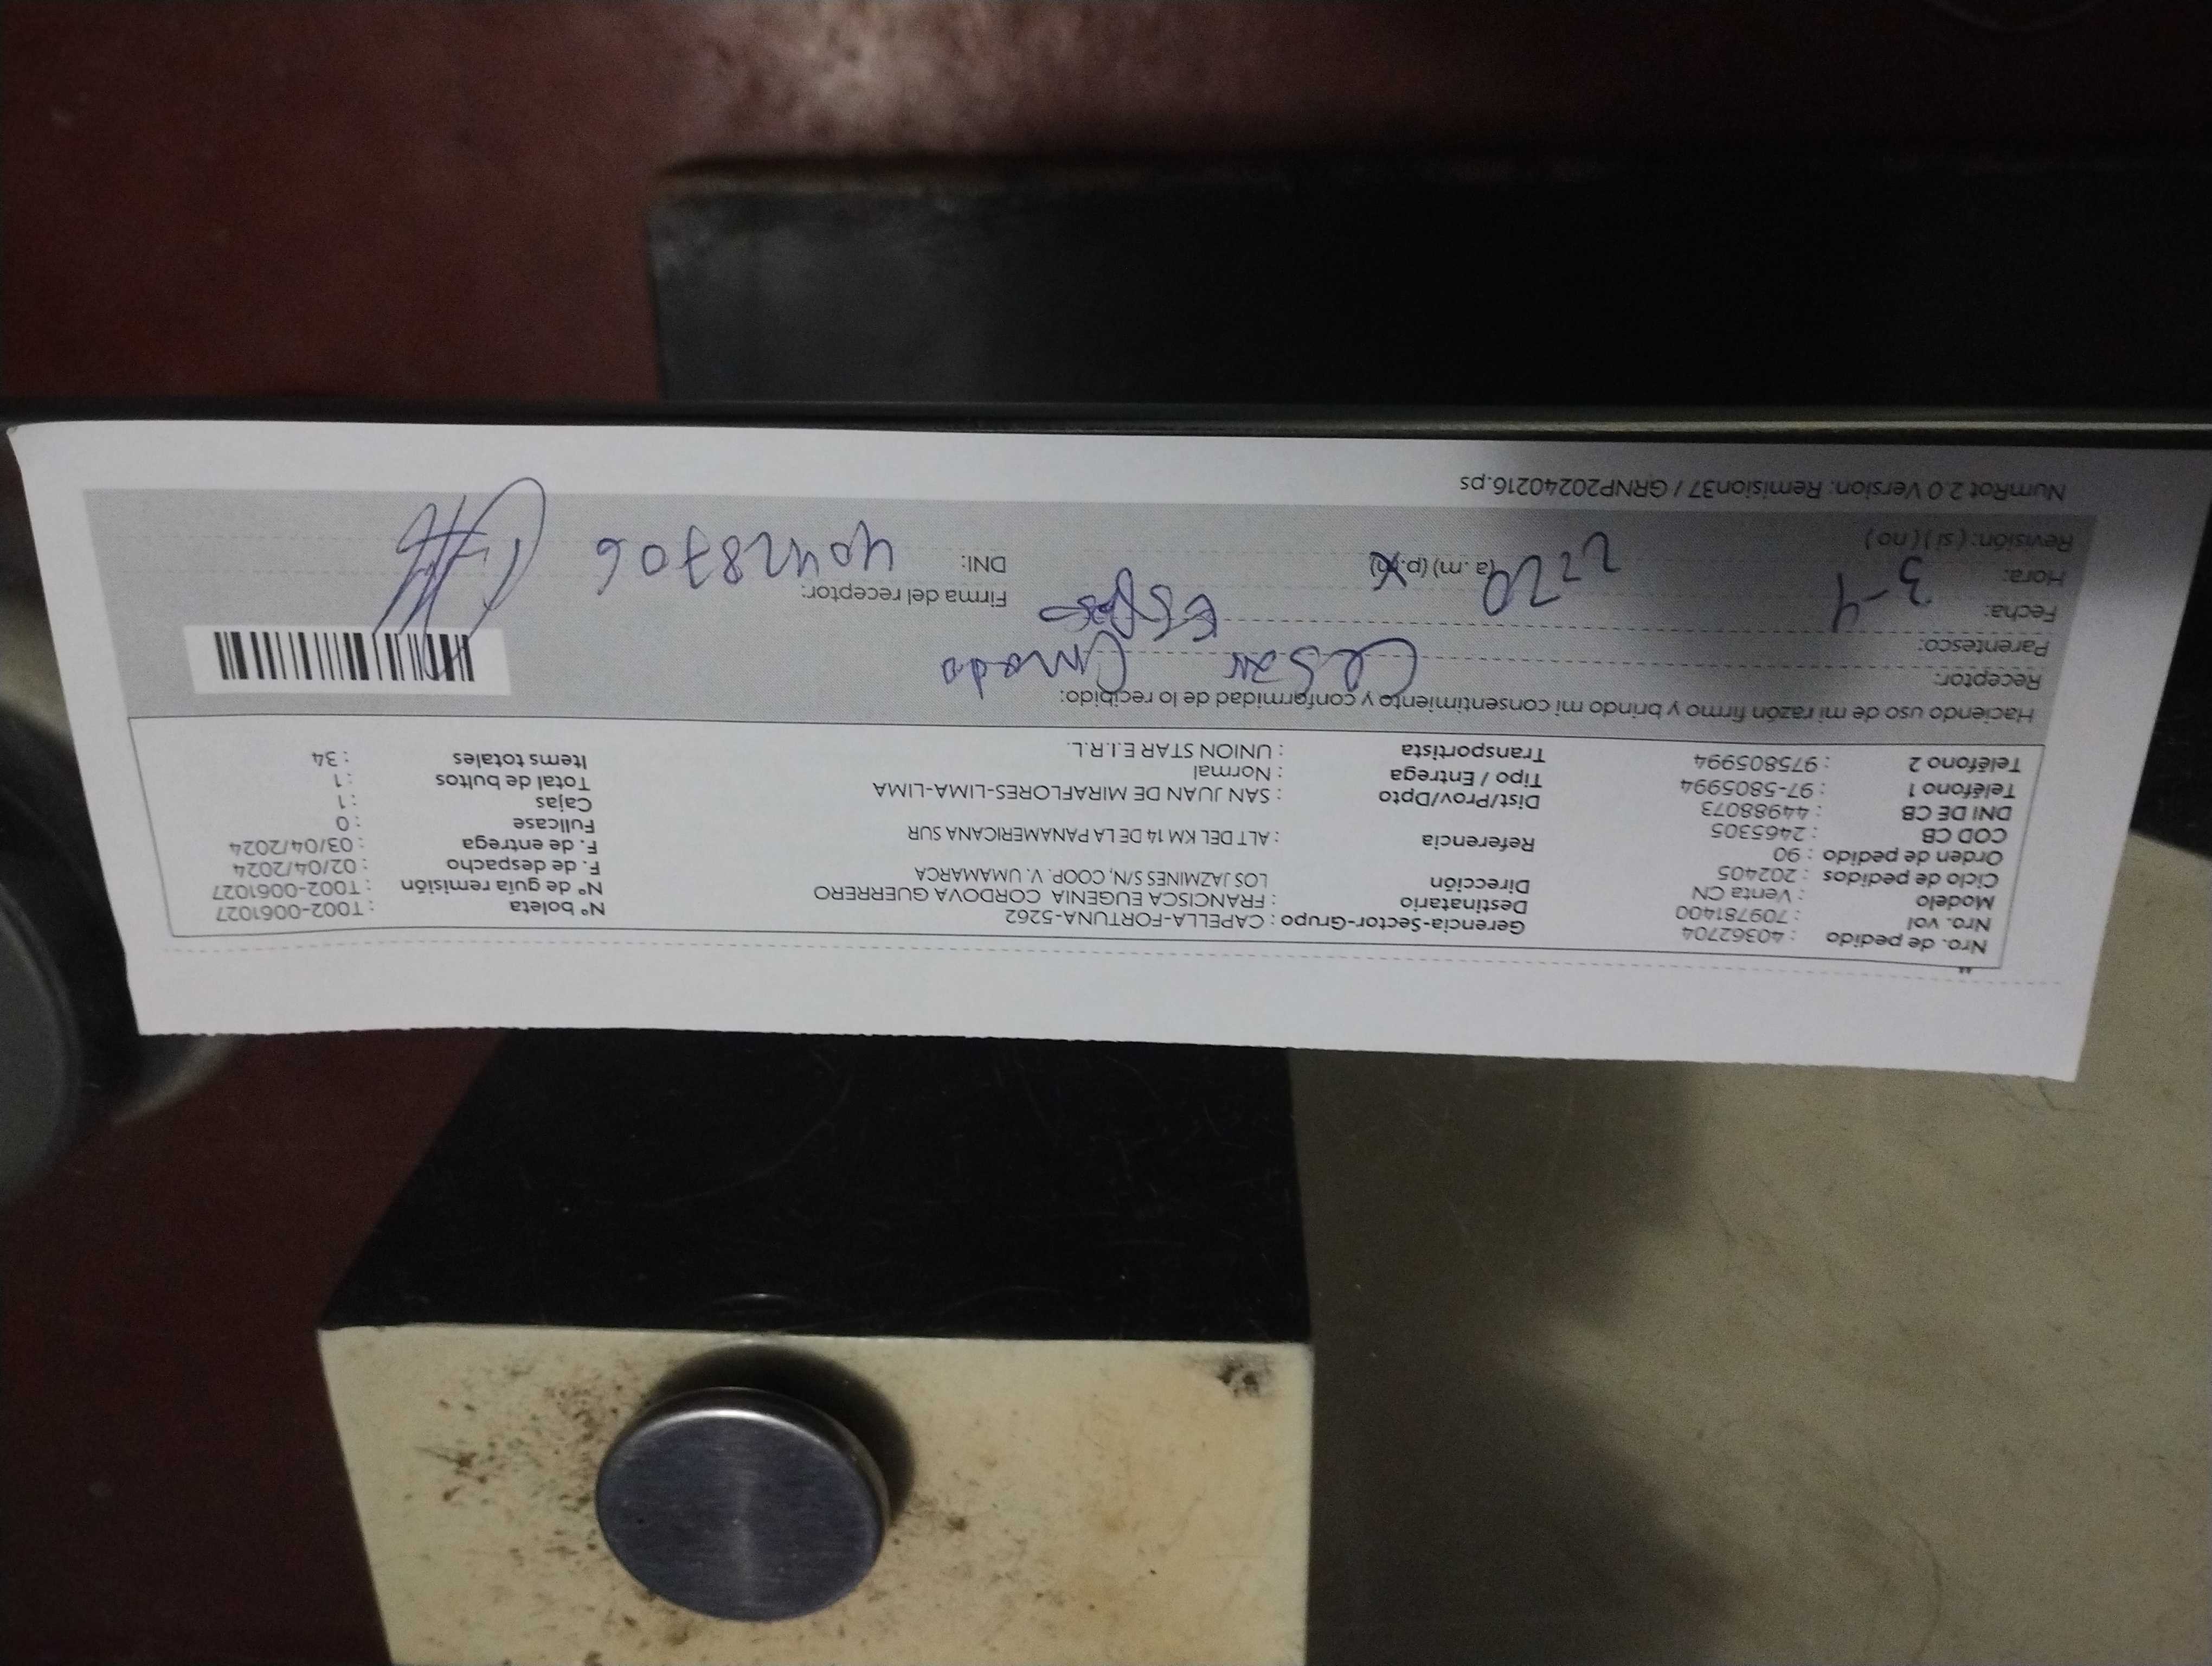 Nro. de pedido : 40362704 Gerencia-Sector-Grupo : CAPELLA-FORTUNA-5262 N° boleta : T002-0061027
Nro. vol : 709781400 Destinatario : FRANCISCA EUGENIA CORDOVA GUERRERO N° de guía remisión : T002-0061027
Modelo : Venta CN Dirección LOS JAZMINES S/N, COOP. V. UMAMARCA F. de despacho : 02/04/2024
Ciclo de pedidos : 202405 F. de entrega : 03/04/2024
Orden de pedido : 90 Referencia : ALT DEL KM 14 DE LA PANAMERICANA SUR Fullcase : 0
COD CB : 2465305 Cajas : 1
DNI DE CB : 44988073 Dist/Prov/Dpto : SAN JUAN DE MIRAFLORES-LIMA-LIMA Total de bultos : 1
Teléfono 1 : 97-5805994 Tipo / Entrega : Normal Items totales : 34
Teléfono 2 : 975805994 Transportista : UNION STAR E.I.R.L.
Haciendo uso de mi razón firmo y brindo mi consentimiento y conformidad de lo recibido:
Receptor: Cesar
Parentesco: Esposo
Fecha: 3-4 Firma del receptor:
Hora: 2:20 (a.m) (p.m) DNI: 40428706
Revisión: ( si ) ( no )
NumRot 2.0 Version: Remision37 / GRNP20240216.ps